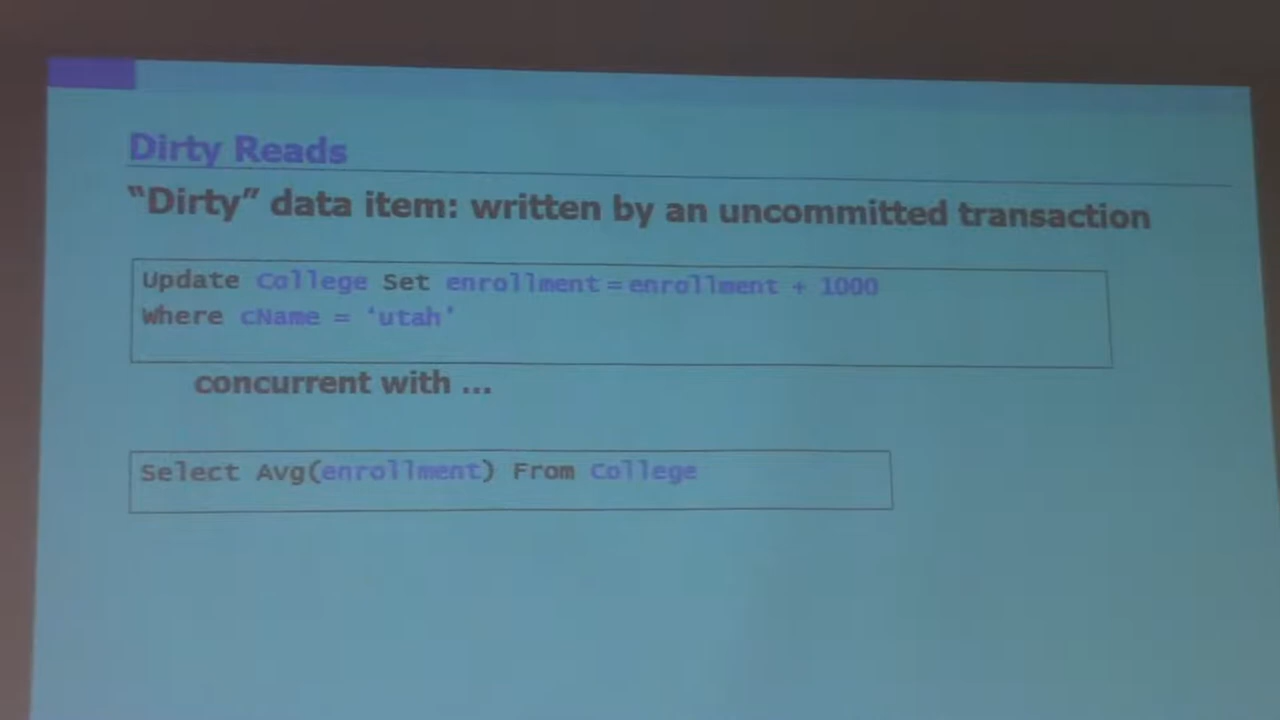 Dirty Reads
“Dirty” data item: written by an uncommitted transaction
Update College Set enrollment = enrollment + 1000
Where cName = ‘utah’
concurrent with ...
Select Avg(enrollment) From College